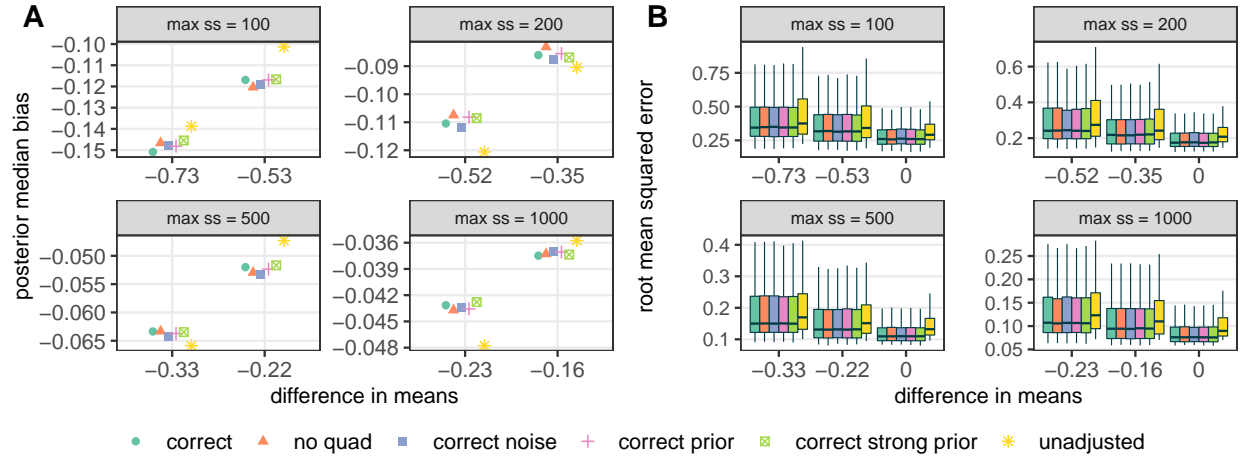 A
B
max ss = 100
max ss = 200
max ss = 100
max ss = 200
−0.10
−0.11
−0.12
−0.13
−0.14
−0.15
−0.09
−0.10
−0.11
−0.12
0.75
0.50
0.25
0.6
0.4
0.2
−0.73 −0.53
−0.52 −0.35
−0.73 −0.53 0
−0.52 −0.35 0
max ss = 500
max ss = 1000
max ss = 500
max ss = 1000
−0.050
−0.055
−0.060
−0.065
−0.036
−0.039
−0.042
−0.045
−0.048
0.4
0.3
0.2
0.1
0.25
0.20
0.15
0.10
0.05
−0.33 −0.22
−0.23 −0.16
−0.33 −0.22 0
−0.23 −0.16 0
posterior median bias
root mean squared error
difference in means
difference in means
correct no quad correct noise correct prior correct strong prior unadjusted